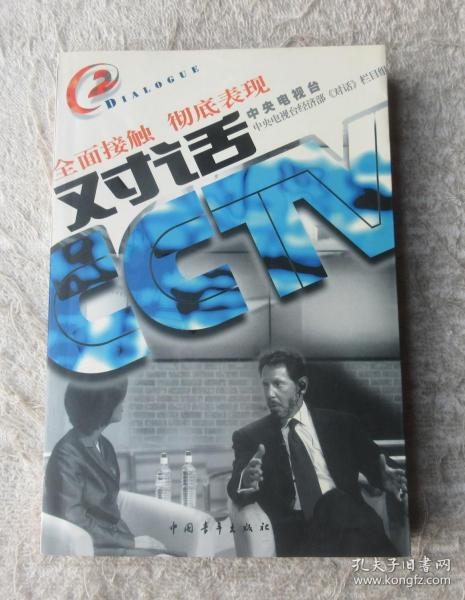 2
DIALOGUE
全面接触 彻底表现
对话
中央电视台
中央电视台经济部《对话》栏目组
CCTV
中国青年出版社
孔夫子旧书网
www.kongfz.com